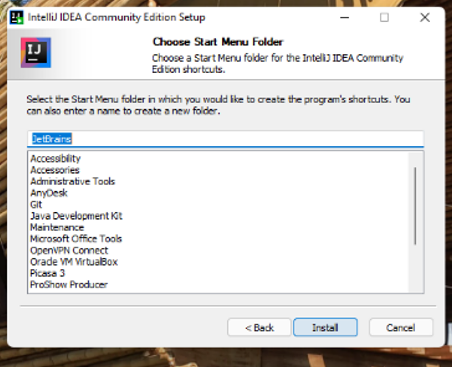 IntelliJ IDEA Community Edition Setup
IJ
Choose Start Menu Folder
Choose a Start Menu folder for the IntelliJ IDEA Community
Edition shortcuts.
Select the Start Menu folder in which you would like to create the program's shortcuts. You
can also enter a name to create a new folder.
JetBrains
Accessibility
Accessories
Administrative Tools
AnyDesk
Git
Java Development Kit
Maintenance
Microsoft Office Tools
OpenVPN Connect
Orade VM VirtualBox
Picasa 3
ProShow Producer
< Back
Install
Cancel